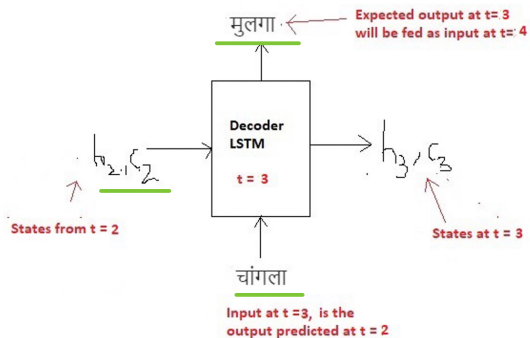 मुलगा
Expected output at t=3
will be fed as input at t= 4
Decoder
LSTM
t = 3
h2, c2
h3, c3
States from t = 2
States at t = 3
चांगला
Input at t =3, is the
output predicted at t = 2